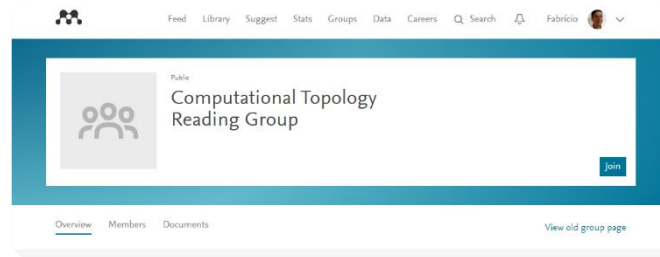 Feed Library Suggest Stats Groups Data Careers Search Fabrício
Public
Computational Topology
Reading Group
Join
Overview Members Documents View old group page